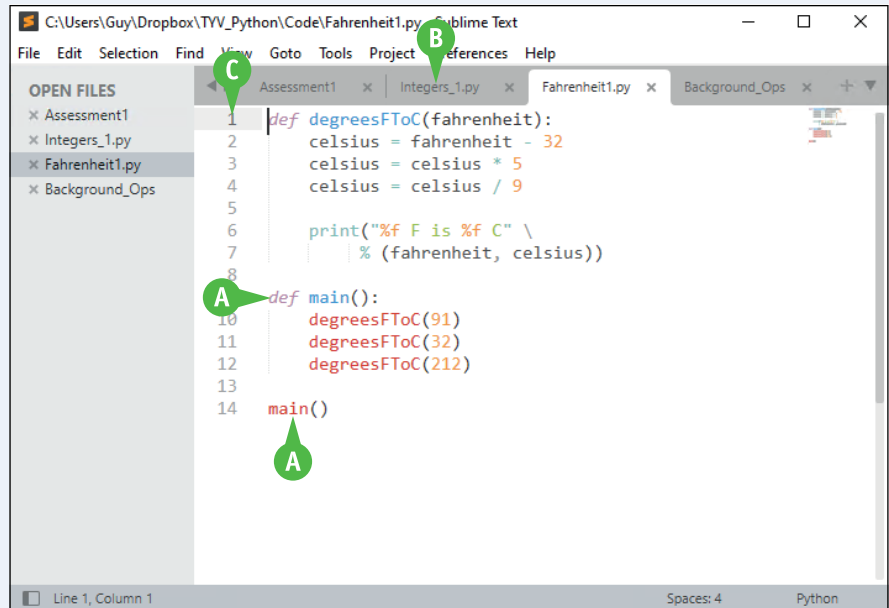 C:\Users\Guy\Dropbox\TYV_Python\Code\Fahrenheit1.py - Sublime Text
File Edit Selection Find View Goto Tools Project Preferences Help
B
C
OPEN FILES
Assessment1
Integers_1.py
Fahrenheit1.py
Background_Ops
Assessment1 Integers_1.py Fahrenheit1.py Background_Ops
1 def degreesFToC(fahrenheit):
2 celsius = fahrenheit - 32
3 celsius = celsius * 5
4 celsius = celsius / 9
5
6 print("%f F is %f C" \
7 % (fahrenheit, celsius))
8
A def main():
10 degreesFToC(91)
11 degreesFToC(32)
12 degreesFToC(212)
13
14 main()
A
Line 1, Column 1 Spaces: 4 Python